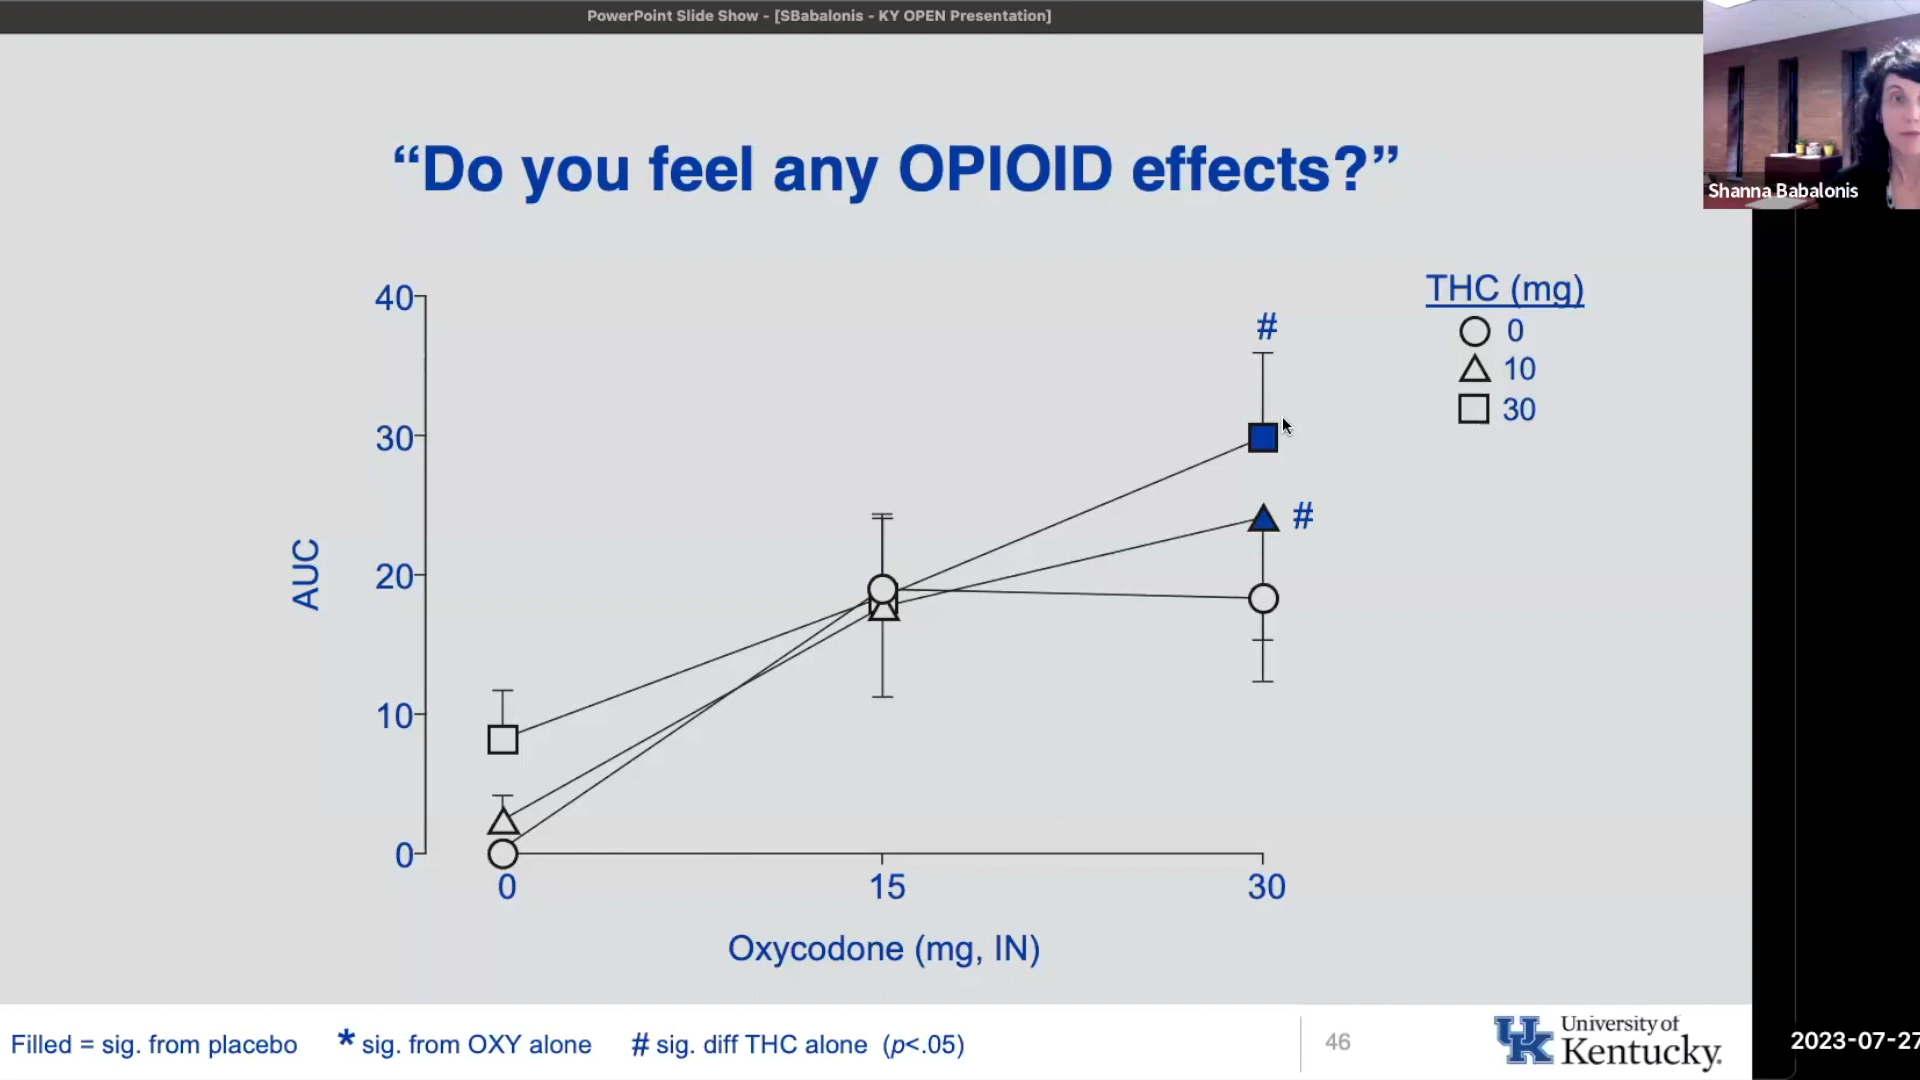 PowerPoint Slide Show - [SBabalonis - KY OPEN Presentation]
Shanna Babalonis
“Do you feel any OPIOID effects?”
THC (mg)
0
10
30
#
#
40
30
20
10
0
AUC
0 15 30
Oxycodone (mg, IN)
Filled = sig. from placebo * sig. from OXY alone # sig. diff THC alone (p<.05)
46
UK
University of
Kentucky.
2023-07-27